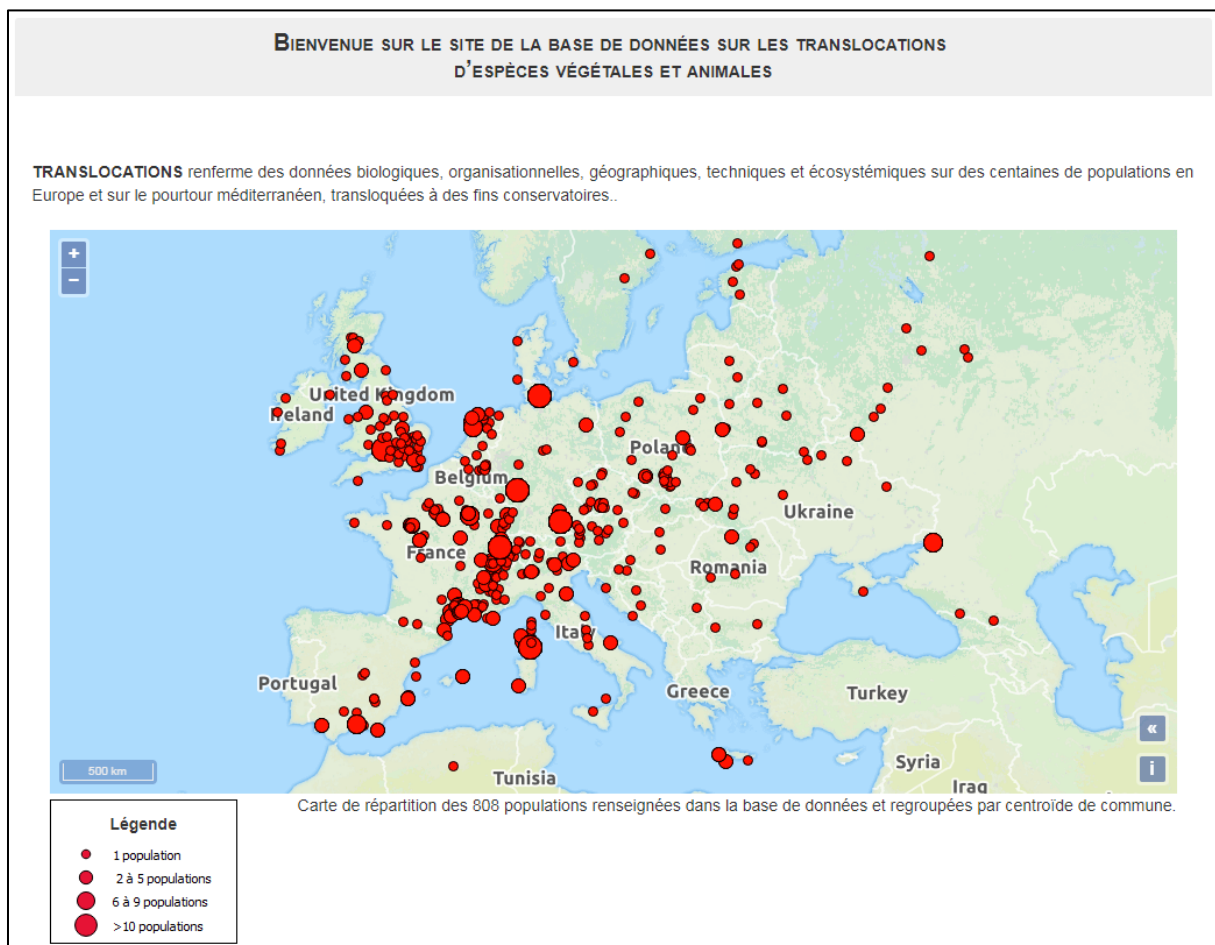 BIENVENUE SUR LE SITE DE LA BASE DE DONNÉES SUR LES TRANSLOCATIONS
D'ESPÈCES VÉGÉTALES ET ANIMALES
TRANSLOCATIONS renferme des données biologiques, organisationnelles, géographiques, techniques et écosystémiques sur des centaines de populations en
Europe et sur le pourtour méditerranéen, transloquées à des fins conservatoires..
+
−
United Kingdom
Ireland
Poland
Belgium
Ukraine
France
Romania
Italy
Portugal
Greece
Turkey
«
Syria
i
500 km
Tunisia
Iraq
Carte de répartition des 808 populations renseignées dans la base de données et regroupées par centroïde de commune.
Légende
1 population
2 à 5 populations
6 à 9 populations
>10 populations